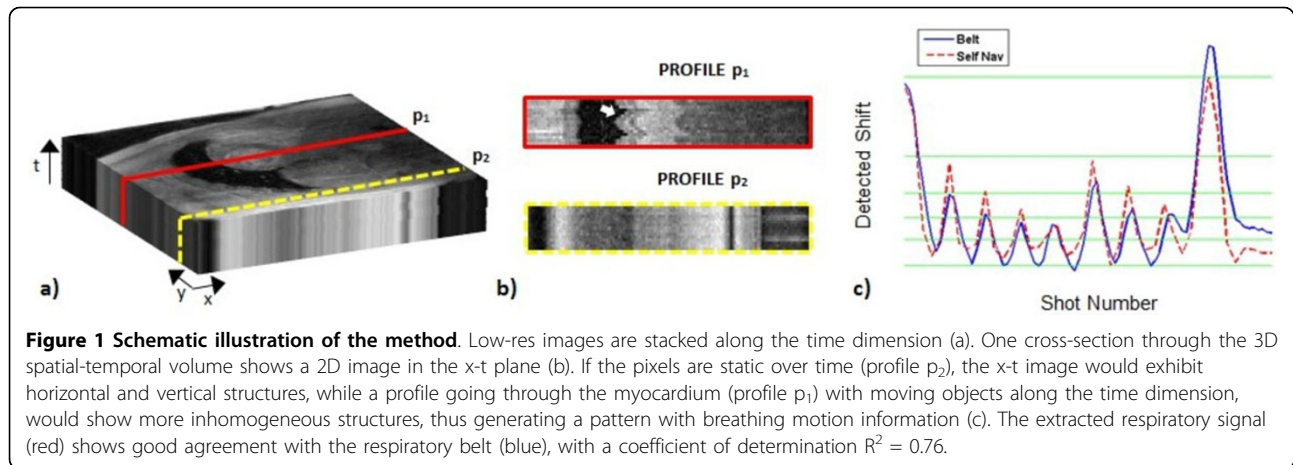 t
p₁
p₂
y
x
a)
PROFILE p₁
PROFILE p₂
b)
Belt
Self Nav
Detected Shift
Shot Number
c)
Figure 1 Schematic illustration of the method. Low-res images are stacked along the time dimension (a). One cross-section through the 3D
spatial-temporal volume shows a 2D image in the x-t plane (b). If the pixels are static over time (profile p₂), the x-t image would exhibit
horizontal and vertical structures, while a profile going through the myocardium (profile p₁) with moving objects along the time dimension,
would show more inhomogeneous structures, thus generating a pattern with breathing motion information (c). The extracted respiratory signal
(red) shows good agreement with the respiratory belt (blue), with a coefficient of determination R² = 0.76.